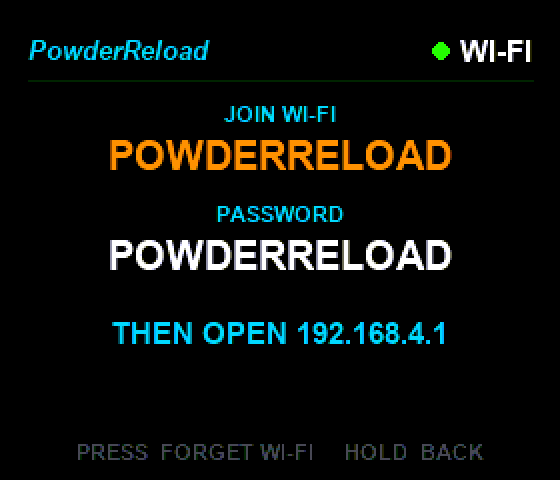 PowderReload WI-FI
JOIN WI-FI
POWDERRELOAD
PASSWORD
POWDERRELOAD
THEN OPEN 192.168.4.1
PRESS FORGET WI-FI HOLD BACK